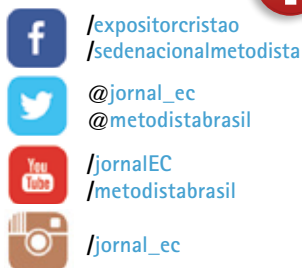 /expositorcristao
/sedenacionalmetodista
@jornal_ec
@metodistabrasil
You
Tube
/jornalEC
/metodistabrasil
/jornal_ec